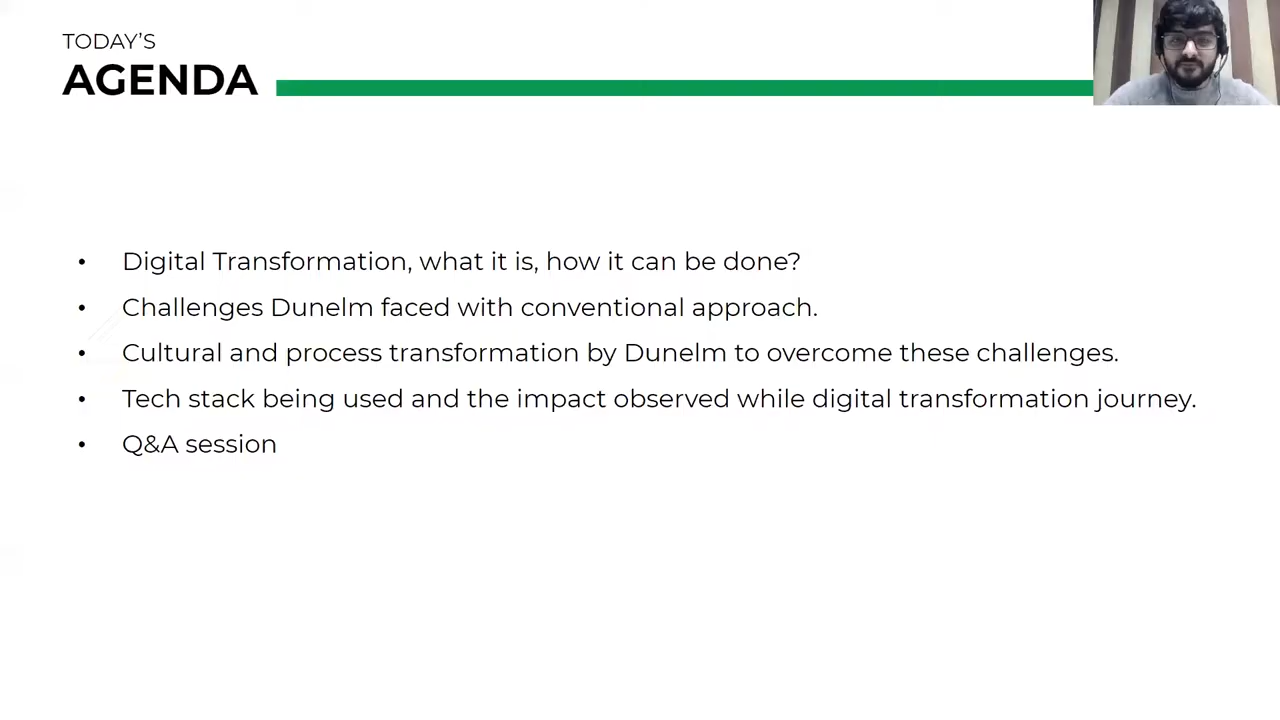 TODAY'S
AGENDA
• Digital Transformation, what it is, how it can be done?
• Challenges Dunelm faced with conventional approach.
• Cultural and process transformation by Dunelm to overcome these challenges.
• Tech stack being used and the impact observed while digital transformation journey.
• Q&A session